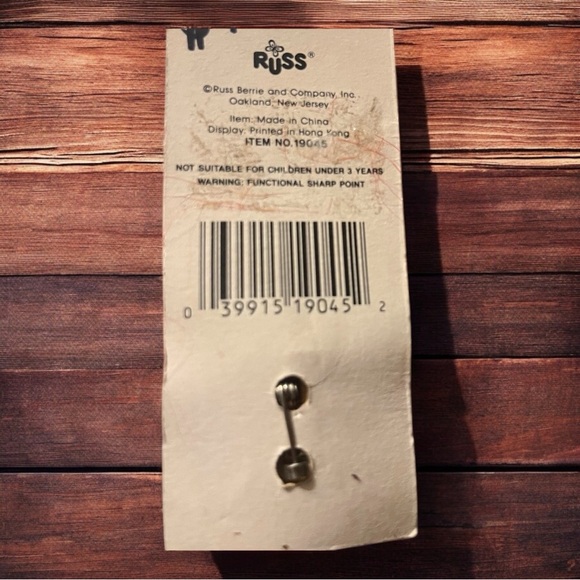 RUSS®
©Russ Berrie and Company, Inc.
Oakland, New Jersey
Item: Made in China
Display: Printed in Hong Kong
ITEM NO.19045
NOT SUITABLE FOR CHILDREN UNDER 3 YEARS
WARNING: FUNCTIONAL SHARP POINT
0 39915 19045 2